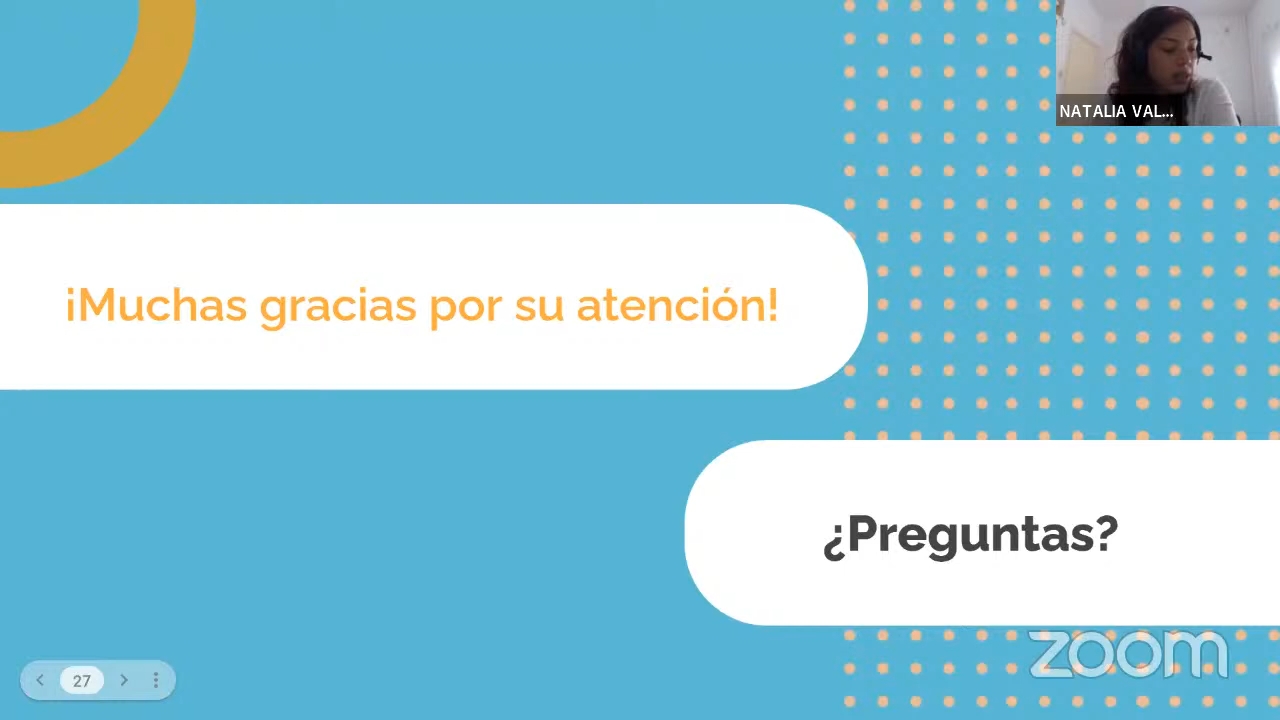 NATALIA VAL...
¡Muchas gracias por su atención!
¿Preguntas?
zoom
27